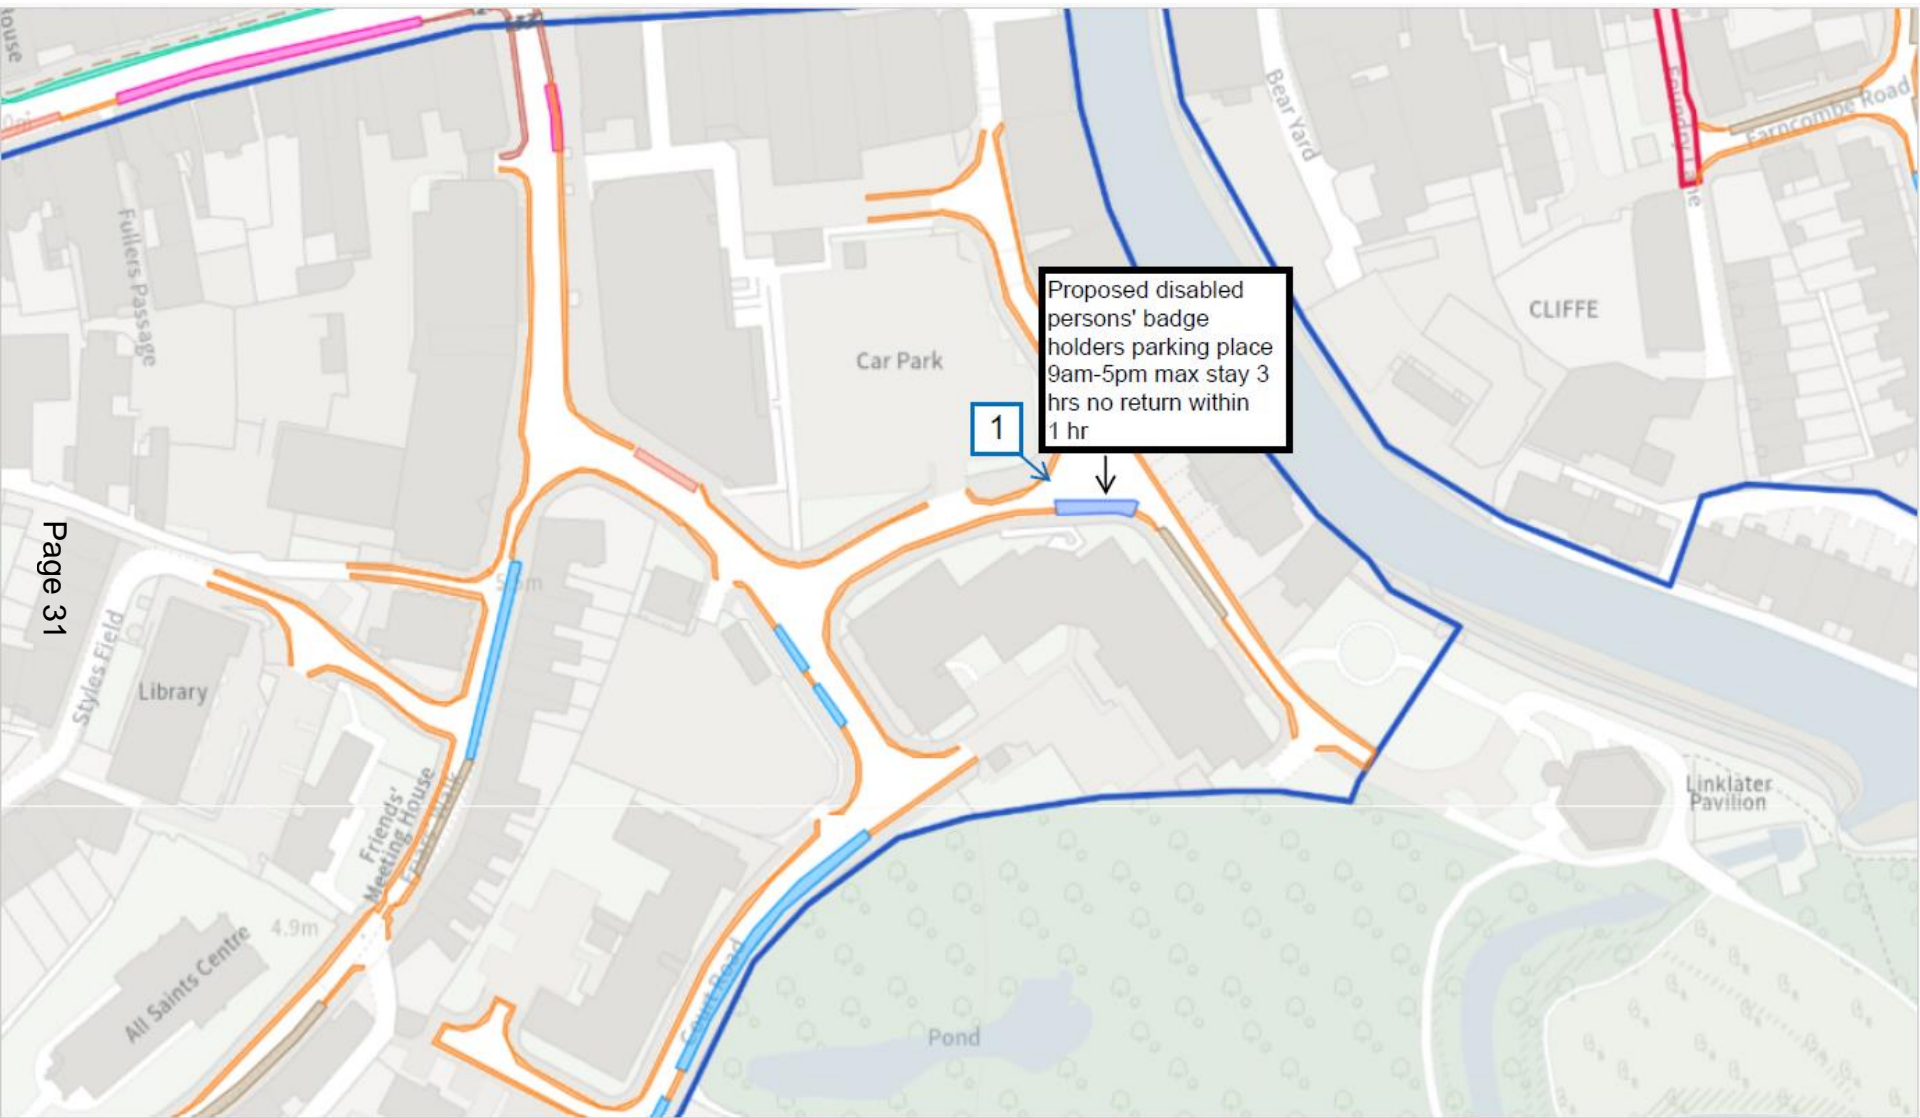 ouse
Bear Yard
Foundry Lane
Farncombe Road
Fullers Passage
Proposed disabled
persons' badge
holders parking place
9am-5pm max stay 3
hrs no return within
1 hr
CLIFFE
Car Park
1
Page 31
Styles Field
Library
Friends'
Meeting House
Friars Walk
Linklater
Pavilion
4.9m
All Saints Centre
Court Road
Pond